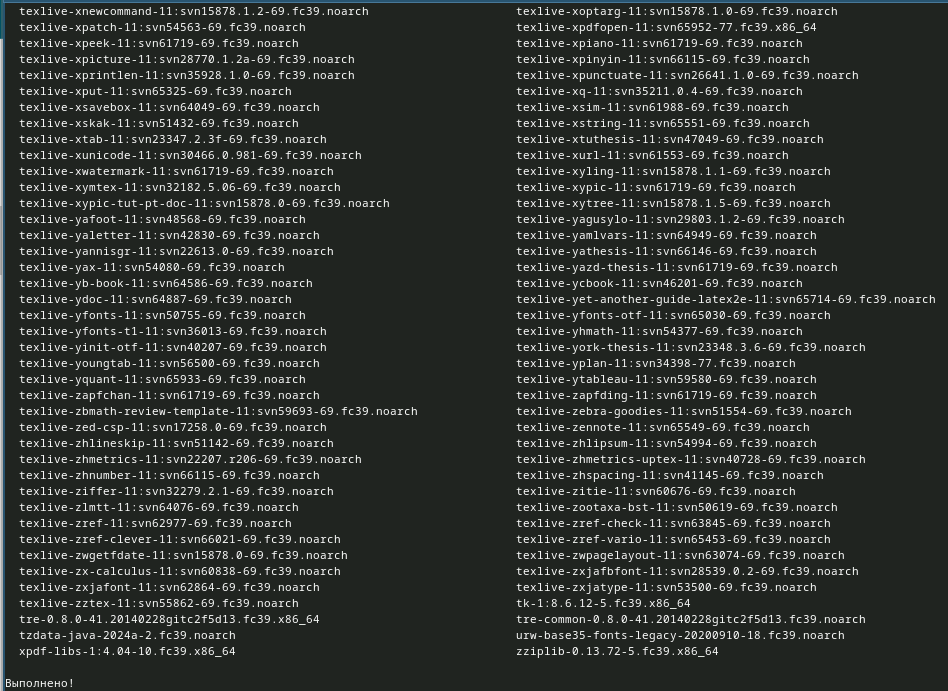 texlive-xnewcommand-11:svn15878.1.2-69.fc39.noarch texlive-xoptarg-11:svn15878.1.0-69.fc39.noarch
texlive-xpatch-11:svn54563-69.fc39.noarch texlive-xpdfopen-11:svn65952-77.fc39.x86_64
texlive-xpeek-11:svn61719-69.fc39.noarch texlive-xpiano-11:svn61719-69.fc39.noarch
texlive-xpicture-11:svn28770.1.2a-69.fc39.noarch texlive-xpinyin-11:svn66115-69.fc39.noarch
texlive-xprintlen-11:svn35928.1.0-69.fc39.noarch texlive-xpunctuate-11:svn26641.1.0-69.fc39.noarch
texlive-xput-11:svn65325-69.fc39.noarch texlive-xq-11:svn35211.0.4-69.fc39.noarch
texlive-xsavebox-11:svn64049-69.fc39.noarch texlive-xsim-11:svn61988-69.fc39.noarch
texlive-xskak-11:svn51432-69.fc39.noarch texlive-xstring-11:svn65551-69.fc39.noarch
texlive-xtab-11:svn23347.2.3f-69.fc39.noarch texlive-xtuthesis-11:svn47049-69.fc39.noarch
texlive-xunicode-11:svn30466.0.981-69.fc39.noarch texlive-xurl-11:svn61553-69.fc39.noarch
texlive-xwatermark-11:svn61719-69.fc39.noarch texlive-xyling-11:svn15878.1.1-69.fc39.noarch
texlive-xymtex-11:svn32182.5.06-69.fc39.noarch texlive-xypic-11:svn61719-69.fc39.noarch
texlive-xypic-tut-pt-doc-11:svn15878.0-69.fc39.noarch texlive-xytree-11:svn15878.1.5-69.fc39.noarch
texlive-yafoot-11:svn48568-69.fc39.noarch texlive-yagusylo-11:svn29803.1.2-69.fc39.noarch
texlive-yaletter-11:svn42830-69.fc39.noarch texlive-yamlvars-11:svn64949-69.fc39.noarch
texlive-yannisgr-11:svn22613.0-69.fc39.noarch texlive-yathesis-11:svn66146-69.fc39.noarch
texlive-yax-11:svn54080-69.fc39.noarch texlive-yazd-thesis-11:svn61719-69.fc39.noarch
texlive-yb-book-11:svn64586-69.fc39.noarch texlive-ycbook-11:svn46201-69.fc39.noarch
texlive-ydoc-11:svn64887-69.fc39.noarch texlive-yet-another-guide-latex2e-11:svn65714-69.fc39.noarch
texlive-yfonts-11:svn50755-69.fc39.noarch texlive-yfonts-otf-11:svn65030-69.fc39.noarch
texlive-yfonts-t1-11:svn36013-69.fc39.noarch texlive-yhmath-11:svn54377-69.fc39.noarch
texlive-yinit-otf-11:svn40207-69.fc39.noarch texlive-york-thesis-11:svn23348.3.6-69.fc39.noarch
texlive-youngtab-11:svn56500-69.fc39.noarch texlive-yplan-11:svn34398-77.fc39.noarch
texlive-yquant-11:svn65933-69.fc39.noarch texlive-ytableau-11:svn59580-69.fc39.noarch
texlive-zapfchan-11:svn61719-69.fc39.noarch texlive-zapfding-11:svn61719-69.fc39.noarch
texlive-zbmath-review-template-11:svn59693-69.fc39.noarch texlive-zebra-goodies-11:svn51554-69.fc39.noarch
texlive-zed-csp-11:svn17258.0-69.fc39.noarch texlive-zennote-11:svn65549-69.fc39.noarch
texlive-zhlineskip-11:svn51142-69.fc39.noarch texlive-zhlipsum-11:svn54994-69.fc39.noarch
texlive-zhmetrics-11:svn22207.r206-69.fc39.noarch texlive-zhmetrics-uptex-11:svn40728-69.fc39.noarch
texlive-zhnumber-11:svn66115-69.fc39.noarch texlive-zhspacing-11:svn41145-69.fc39.noarch
texlive-ziffer-11:svn32279.2.1-69.fc39.noarch texlive-zitie-11:svn60676-69.fc39.noarch
texlive-zlmtt-11:svn64076-69.fc39.noarch texlive-zootaxa-bst-11:svn50619-69.fc39.noarch
texlive-zref-11:svn62977-69.fc39.noarch texlive-zref-check-11:svn63845-69.fc39.noarch
texlive-zref-clever-11:svn66021-69.fc39.noarch texlive-zref-vario-11:svn65453-69.fc39.noarch
texlive-zwgetfdate-11:svn15878.0-69.fc39.noarch texlive-zwpagelayout-11:svn63074-69.fc39.noarch
texlive-zx-calculus-11:svn60838-69.fc39.noarch texlive-zxjafbfont-11:svn28539.0.2-69.fc39.noarch
texlive-zxjafont-11:svn62864-69.fc39.noarch texlive-zxjatype-11:svn53500-69.fc39.noarch
texlive-zztex-11:svn55862-69.fc39.noarch tk-1:8.6.12-5.fc39.x86_64
tre-0.8.0-41.20140228gitc2f5d13.fc39.x86_64 tre-common-0.8.0-41.20140228gitc2f5d13.fc39.noarch
tzdata-java-2024a-2.fc39.noarch urw-base35-fonts-legacy-20200910-18.fc39.noarch
xpdf-libs-1:4.04-10.fc39.x86_64 zziplib-0.13.72-5.fc39.x86_64
Выполнено!